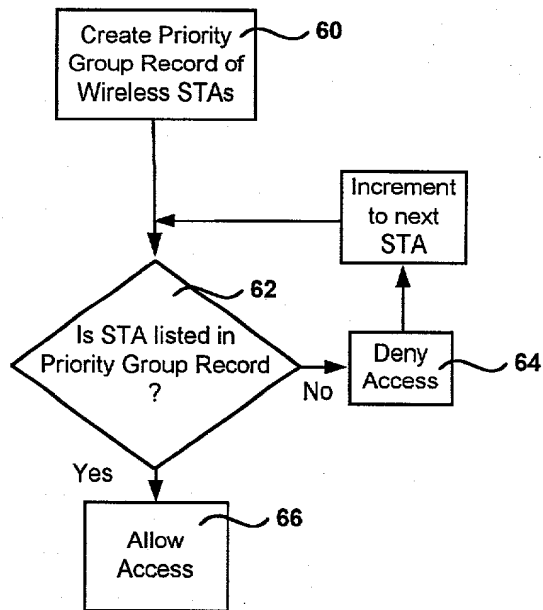 Create Priority
Group Record of
Wireless STAs
60
Increment
to next
STA
62
Is STA listed in
Priority Group Record
?
No
Deny
Access
64
Yes
Allow
Access
66